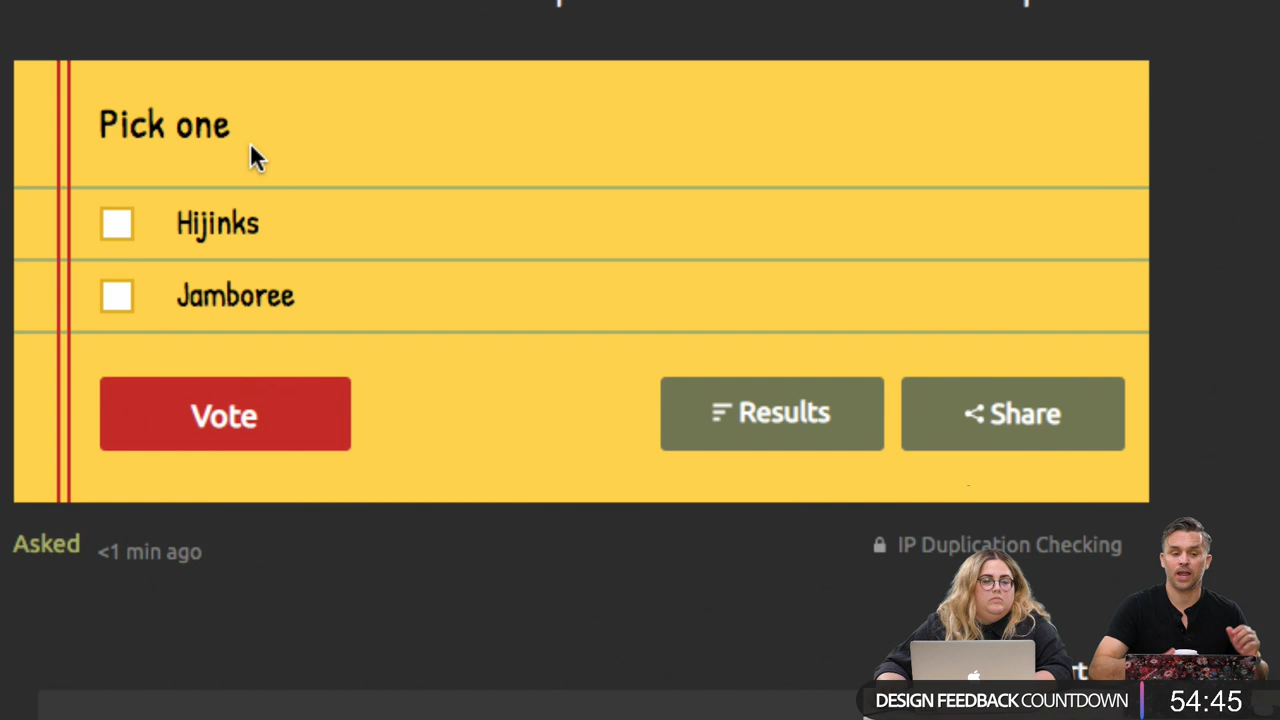 Pick one
Hijinks
Jamboree
Vote
Results
Share
Asked <1 min ago
IP Duplication Checking
DESIGN FEEDBACK COUNTDOWN
54:45